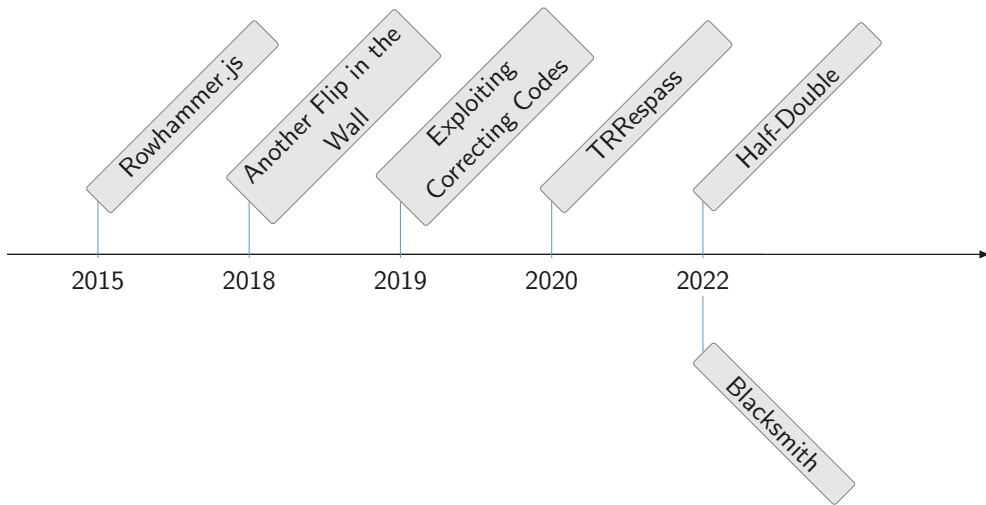 Rowhammer.js
Another Flip in the
Wall
Exploiting
Correcting Codes
TRRespass
Half-Double
2015
2018
2019
2020
2022
Blacksmith